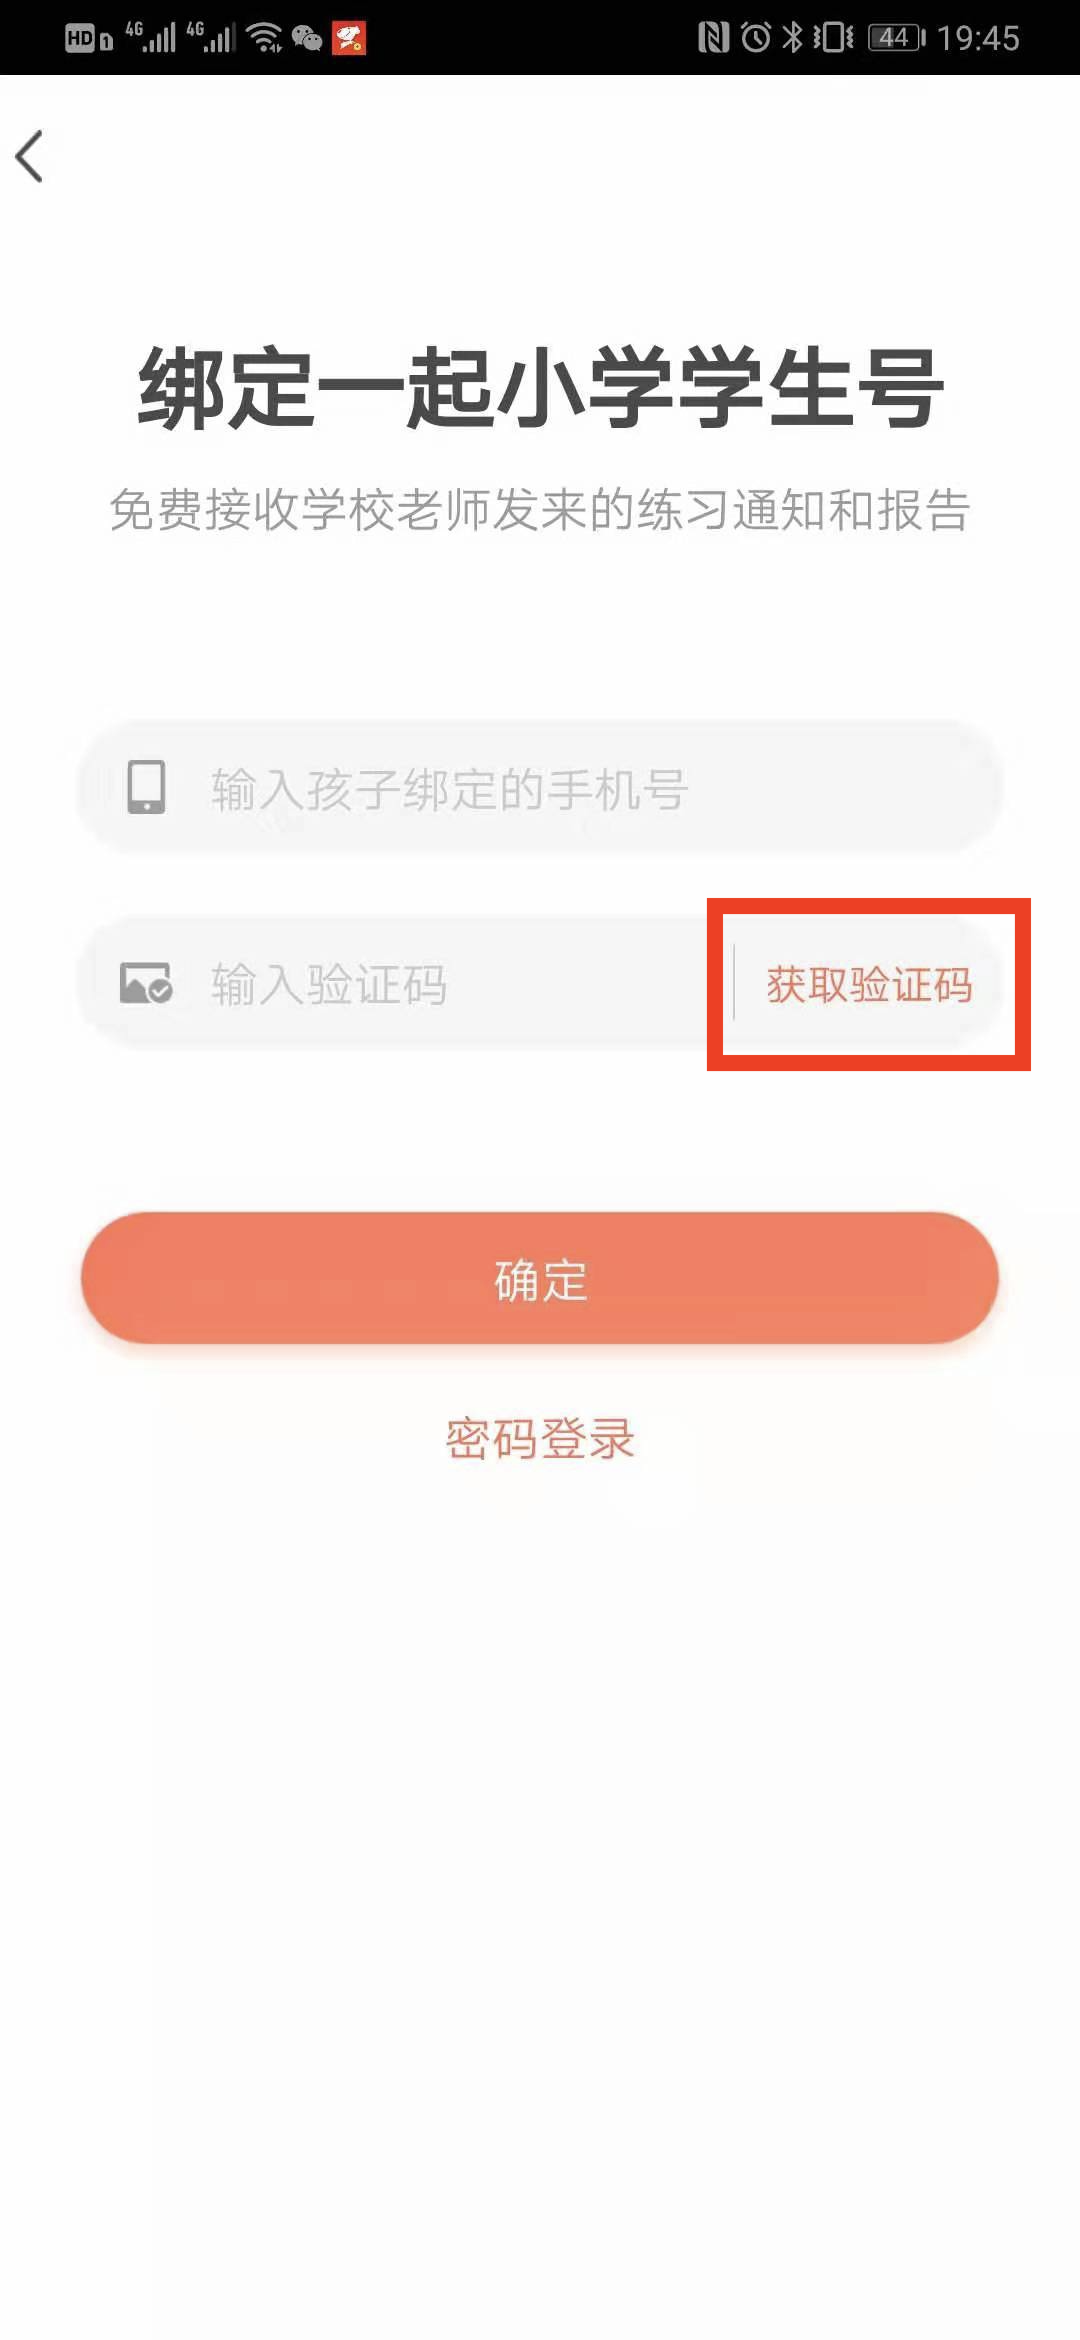 HD 1 4G 4G 44 19:45
绑定一起小学学生号
免费接收学校老师发来的练习通知和报告
输入孩子绑定的手机号
输入验证码 获取验证码
确定
密码登录